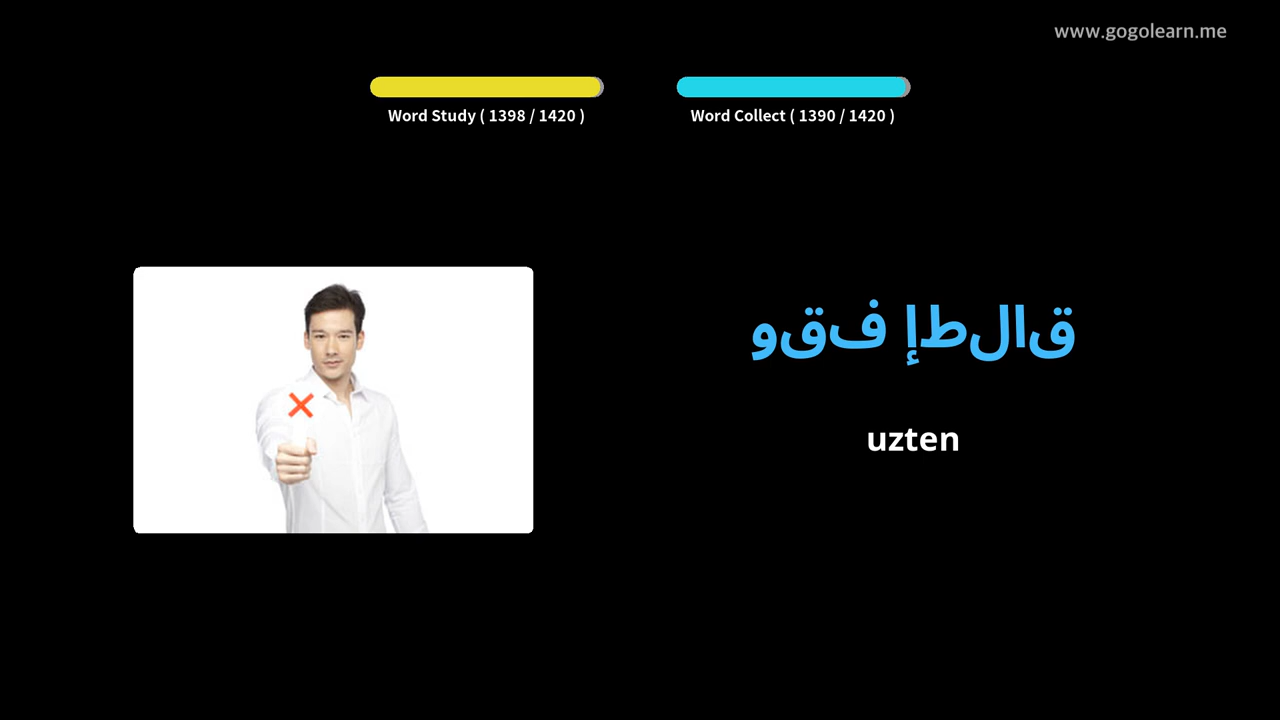 www.gogolearn.me
Word Study ( 1398 / 1420 )
Word Collect ( 1390 / 1420 )
وقف إطلاق
uzten